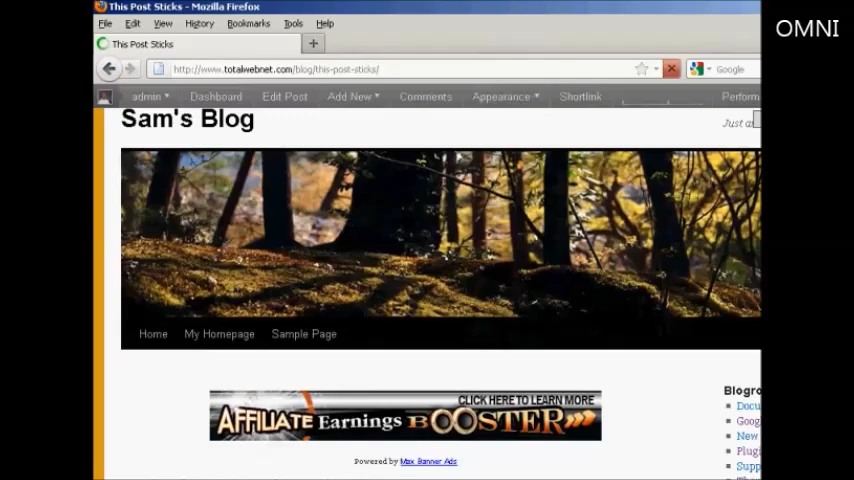 This Post Sticks - Mozilla Firefox
OMNI
File Edit View History Bookmarks Tools Help
This Post Sticks +
http://www.totalwebnet.com/blog/this-post-sticks/ Google
admin Dashboard Edit Post Add New Comments Appearance Shortlink Perform
Sam's Blog
Just
Home My Homepage Sample Page
CLICK HERE TO LEARN MORE
AFFILIATE Earnings BOOSTER
Powered by Max Banner Ads
Blogro
Docu
Goog
New
Plugi
Supp